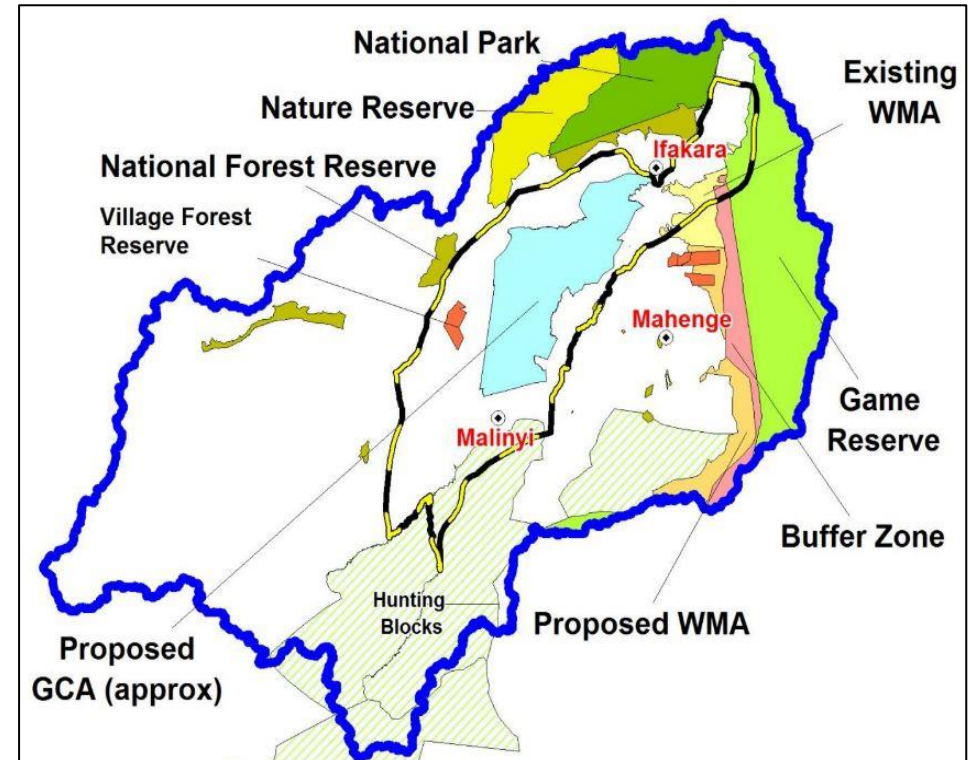 National Park
Existing
WMA
Nature Reserve
Ifakara
National Forest Reserve
Village Forest
Reserve
Mahenge
Game
Reserve
Malinyi
Buffer Zone
Hunting
Blocks
Proposed WMA
Proposed
GCA (approx)